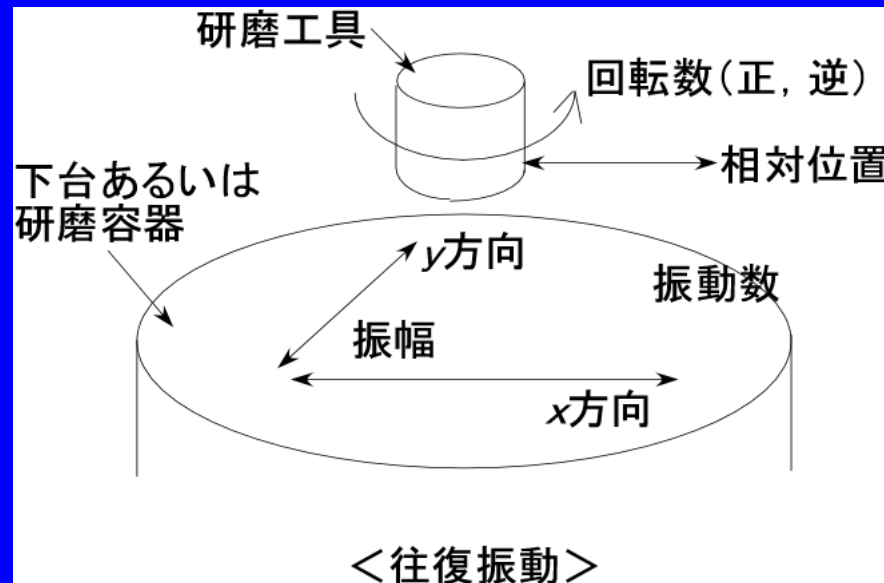 研磨工具
回転数(正, 逆)
相対位置
下台あるいは
研磨容器
y方向
振動数
振幅
x方向
＜往復振動＞